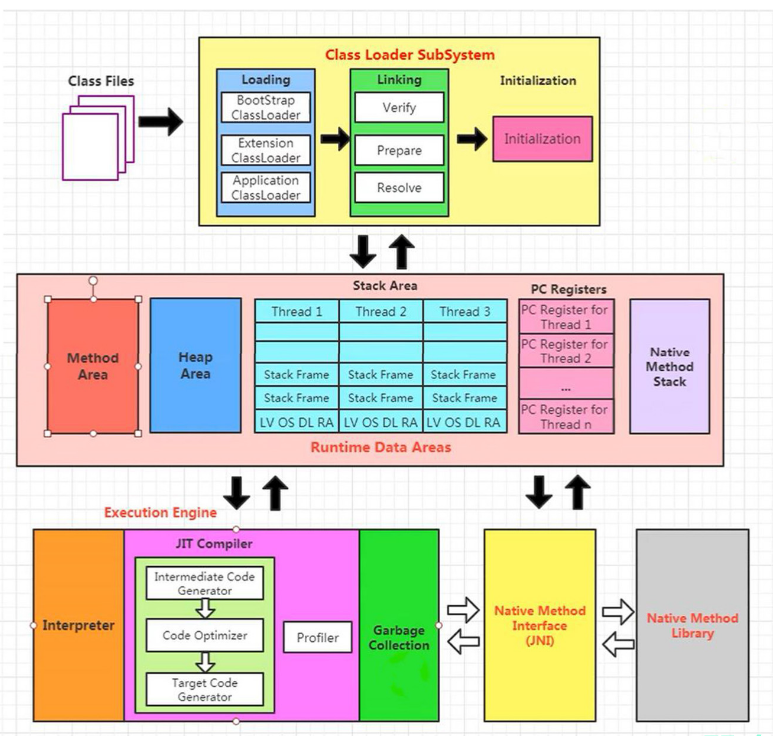 Class Loader SubSystem
Class Files
Loading
BootStrap
ClassLoader
Extension
ClassLoader
Application
ClassLoader
Linking
Verify
Prepare
Resolve
Initialization
Initialization
Method
Area
Heap
Area
Stack Area
Thread 1
Thread 2
Thread 3
Stack Frame
Stack Frame
Stack Frame
Stack Frame
Stack Frame
Stack Frame
LV OS DL RA
LV OS DL RA
LV OS DL RA
PC Registers
PC Register for
Thread 1
PC Register for
Thread 2
...
PC Register for
Thread n
Native
Method
Stack
Runtime Data Areas
Execution Engine
Interpreter
JIT Compiler
Intermediate Code
Generator
Code Optimizer
Target Code
Generator
Profiler
Garbage
Collection
Native Method
Interface
(JNI)
Native Method
Library